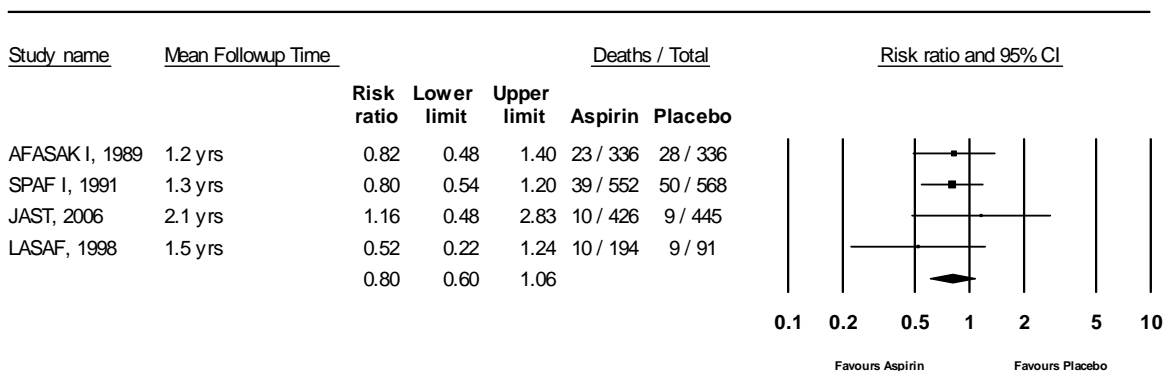 Study name Mean Followup Time Deaths / Total Risk ratio and 95% CI
Risk ratio Lower limit Upper limit Aspirin Placebo
AFASAK I, 1989 1.2 yrs 0.82 0.48 1.40 23 / 336 28 / 336
SPAF I, 1991 1.3 yrs 0.80 0.54 1.20 39 / 552 50 / 568
JAST, 2006 2.1 yrs 1.16 0.48 2.83 10 / 426 9 / 445
LASAF, 1998 1.5 yrs 0.52 0.22 1.24 10 / 194 9 / 91
0.80 0.60 1.06
0.1 0.2 0.5 1 2 5 10
Favours Aspirin Favours Placebo